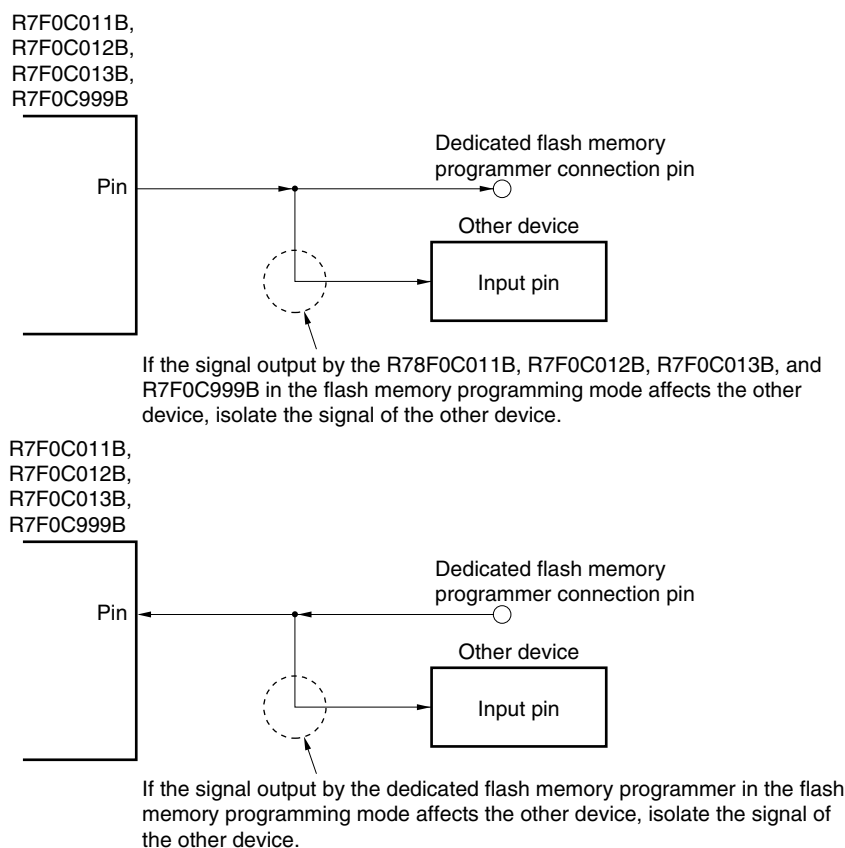 R7F0C011B,
R7F0C012B,
R7F0C013B,
R7F0C999B
Dedicated flash memory
programmer connection pin
Pin
Other device
Input pin
If the signal output by the R78F0C011B, R7F0C012B, R7F0C013B, and
R7F0C999B in the flash memory programming mode affects the other
device, isolate the signal of the other device.
R7F0C011B,
R7F0C012B,
R7F0C013B,
R7F0C999B
Dedicated flash memory
programmer connection pin
Pin
Other device
Input pin
If the signal output by the dedicated flash memory programmer in the flash
memory programming mode affects the other device, isolate the signal of
the other device.